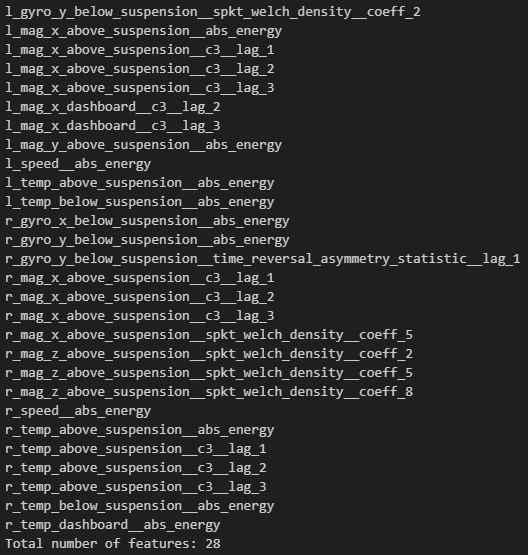 l_gyro_y_below_suspension__spkt_welch_density__coeff_2
l_mag_x_above_suspension__abs_energy
l_mag_x_above_suspension__c3__lag_1
l_mag_x_above_suspension__c3__lag_2
l_mag_x_above_suspension__c3__lag_3
l_mag_x_dashboard__c3__lag_2
l_mag_x_dashboard__c3__lag_3
l_mag_y_above_suspension__abs_energy
l_speed__abs_energy
l_temp_above_suspension__abs_energy
l_temp_below_suspension__abs_energy
r_gyro_x_below_suspension__abs_energy
r_gyro_y_below_suspension__abs_energy
r_gyro_y_below_suspension__time_reversal_asymmetry_statistic__lag_1
r_mag_x_above_suspension__c3__lag_1
r_mag_x_above_suspension__c3__lag_2
r_mag_x_above_suspension__c3__lag_3
r_mag_x_above_suspension__spkt_welch_density__coeff_5
r_mag_z_above_suspension__spkt_welch_density__coeff_2
r_mag_z_above_suspension__spkt_welch_density__coeff_5
r_mag_z_above_suspension__spkt_welch_density__coeff_8
r_speed__abs_energy
r_temp_above_suspension__abs_energy
r_temp_above_suspension__c3__lag_1
r_temp_above_suspension__c3__lag_2
r_temp_above_suspension__c3__lag_3
r_temp_below_suspension__abs_energy
r_temp_dashboard__abs_energy
Total number of features: 28